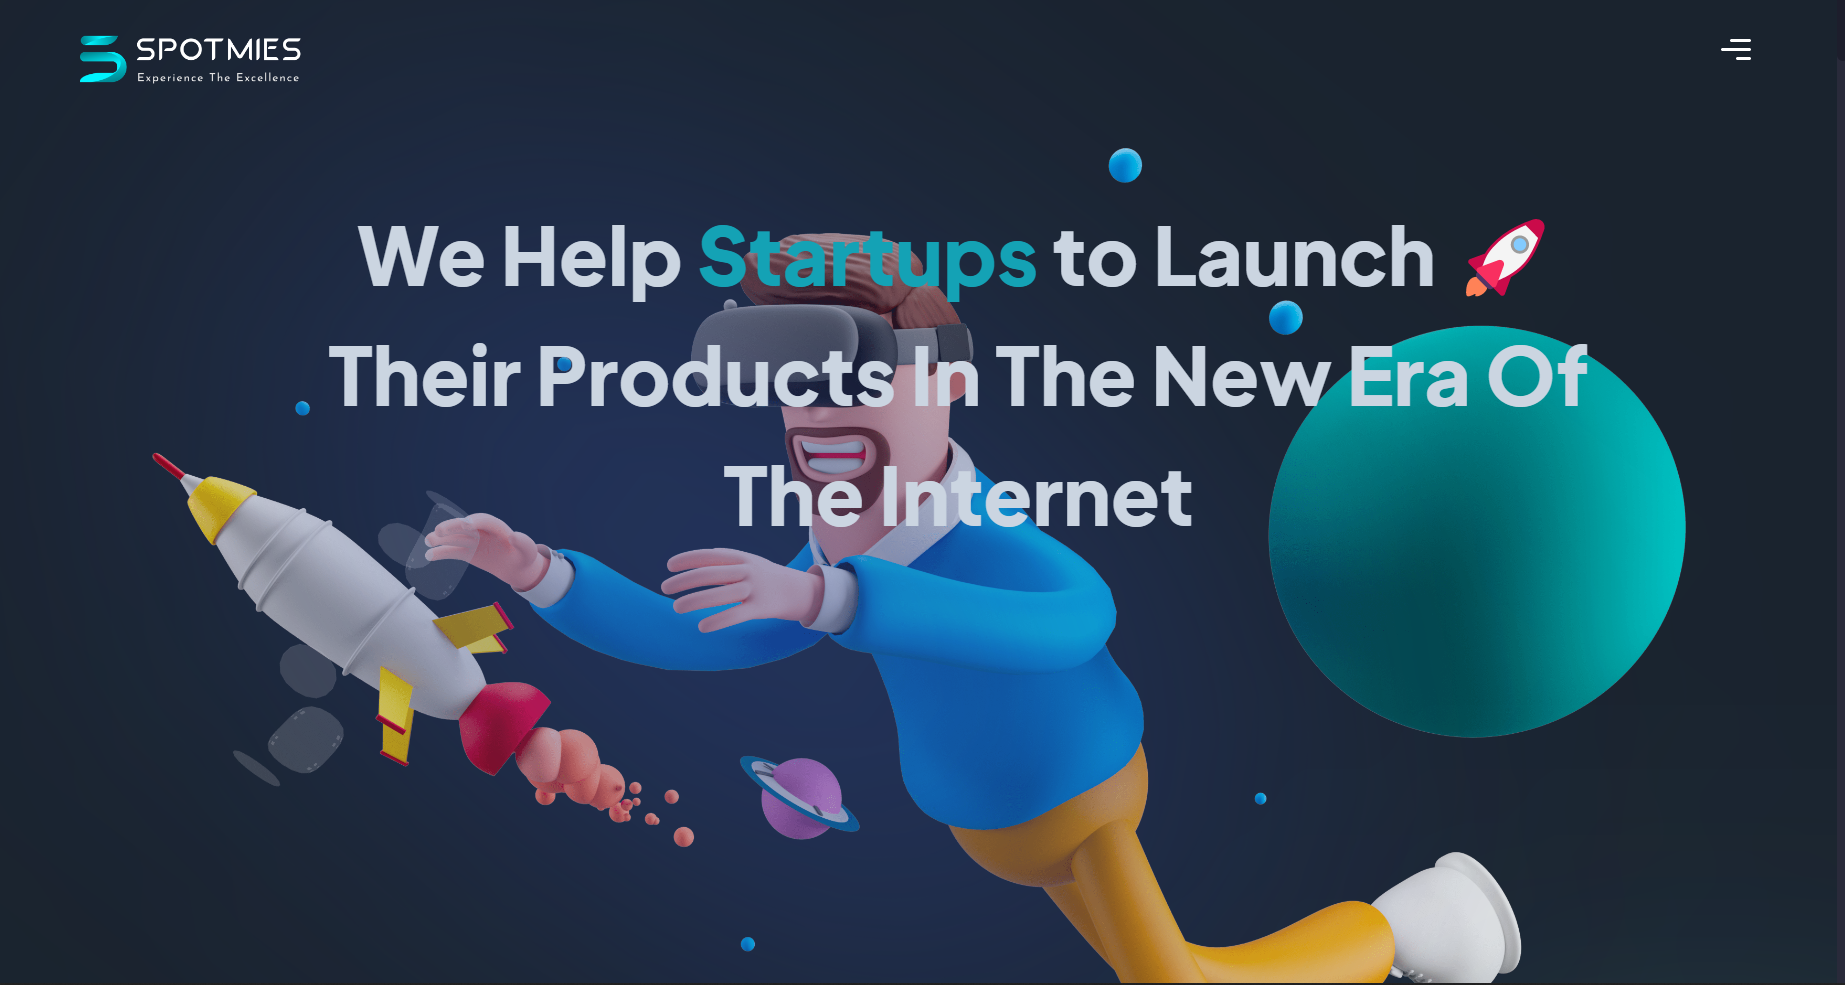 SPOTMIES
Experience The Excellence
We Help Startups to Launch 🚀
Their Products In The New Era Of
The Internet